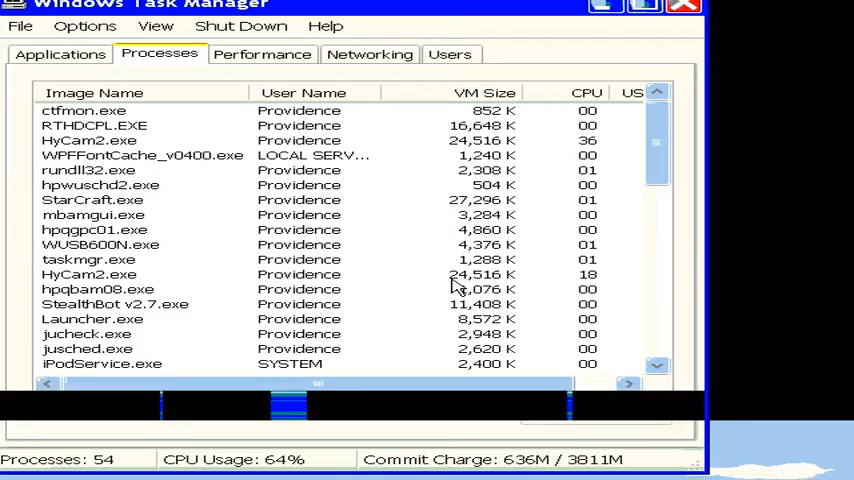 Windows Task Manager
File Options View Shut Down Help
Applications Processes Performance Networking Users
Image Name User Name VM Size CPU US
ctfmon.exe Providence 852 K 00
RTHDCPL.EXE Providence 16,648 K 00
HyCam2.exe Providence 24,516 K 36
WPFFontCache_v0400.exe LOCAL SERV... 1,240 K 00
rundll32.exe Providence 2,308 K 01
hpwuschd2.exe Providence 504 K 00
StarCraft.exe Providence 27,296 K 01
mbamgui.exe Providence 3,284 K 00
hpqgpc01.exe Providence 4,860 K 00
WUSB600N.exe Providence 4,376 K 01
taskmgr.exe Providence 1,288 K 01
HyCam2.exe Providence 24,516 K 18
hpqbam08.exe Providence ,076 K 00
StealthBot v2.7.exe Providence 11,408 K 00
Launcher.exe Providence 8,572 K 00
jucheck.exe Providence 2,948 K 00
jusched.exe Providence 2,620 K 00
iPodService.exe SYSTEM 2,400 K 00
Processes: 54 CPU Usage: 64% Commit Charge: 636M / 3811M